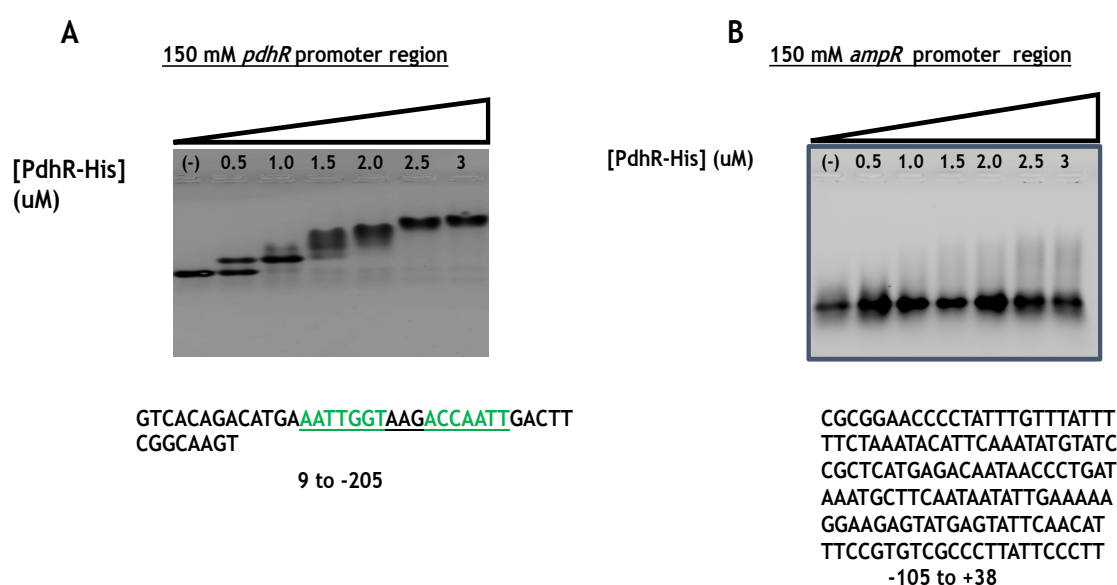 A
150 mM pdhR promoter region
[PdhR-His]
(uM)
(-) 0.5 1.0 1.5 2.0 2.5 3
GTCACAGACATGAAATTGGTAAGACCAATTGACTT
CGGCAAGT
9 to -205
B
150 mM ampR promoter region
[PdhR-His] (uM)
(-) 0.5 1.0 1.5 2.0 2.5 3
CGCGGAACCCCTATTTGTTTATTT
TTCTAAATACATTCAAATATGTATC
CGCTCATGAGACAATAACCCTGAT
AAATGCTTCAATAATATTGAAAAA
GGAAGAGTATGAGTATTCAACAT
TTCCGTGTCGCCCTTATTCCCTT
-105 to +38